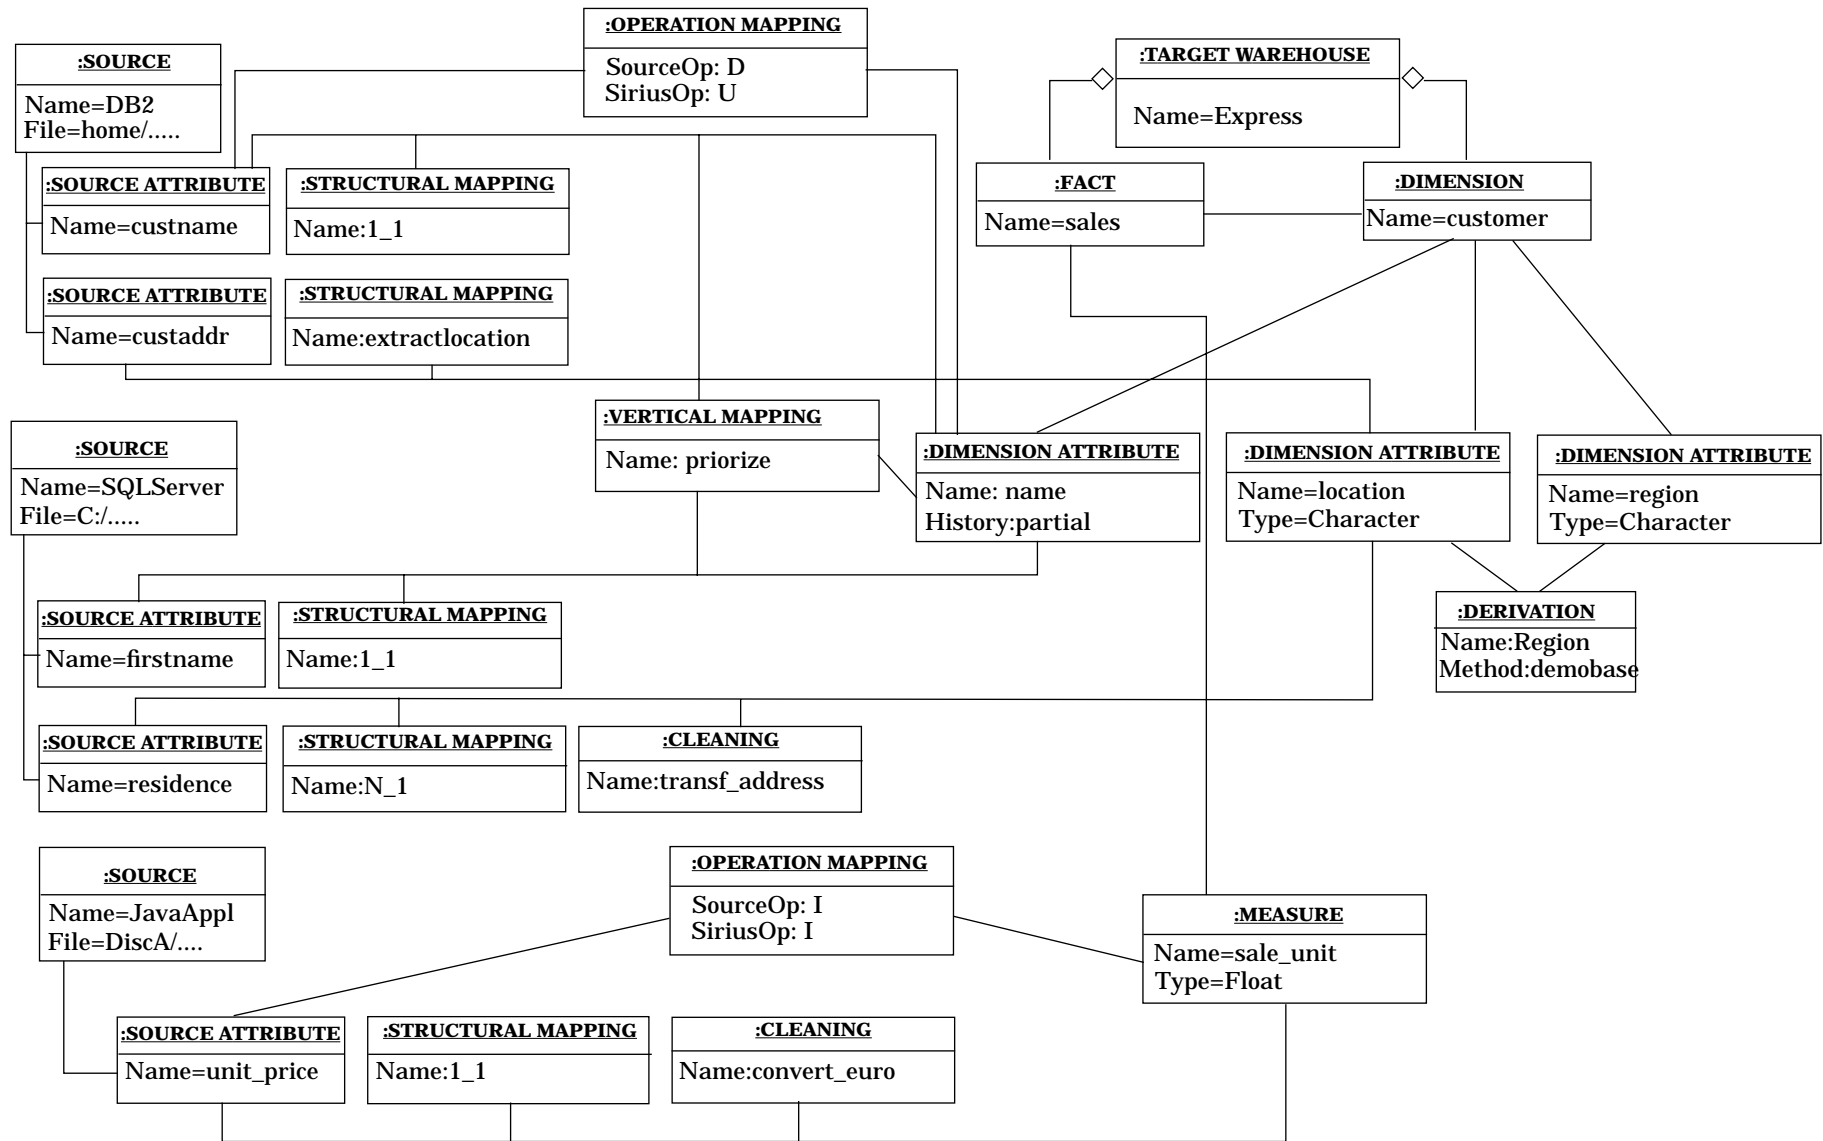 :OPERATION MAPPING
SourceOp: D
SiriusOp: U
:SOURCE
Name=DB2
File=home/.....
:TARGET WAREHOUSE
Name=Express
:SOURCE ATTRIBUTE
Name=custname
:STRUCTURAL MAPPING
Name:1_1
:FACT
Name=sales
:DIMENSION
Name=customer
:SOURCE ATTRIBUTE
Name=custaddr
:STRUCTURAL MAPPING
Name:extractlocation
:SOURCE
Name=SQLServer
File=C:/.....
:VERTICAL MAPPING
Name: priorize
:DIMENSION ATTRIBUTE
Name: name
History:partial
:DIMENSION ATTRIBUTE
Name=location
Type=Character
:DIMENSION ATTRIBUTE
Name=region
Type=Character
:SOURCE ATTRIBUTE
Name=firstname
:STRUCTURAL MAPPING
Name:1_1
:DERIVATION
Name:Region
Method:demobase
:SOURCE ATTRIBUTE
Name=residence
:STRUCTURAL MAPPING
Name:N_1
:CLEANING
Name:transf_address
:SOURCE
Name=JavaAppl
File=DiscA/....
:OPERATION MAPPING
SourceOp: I
SiriusOp: I
:MEASURE
Name=sale_unit
Type=Float
:SOURCE ATTRIBUTE
Name=unit_price
:STRUCTURAL MAPPING
Name:1_1
:CLEANING
Name:convert_euro